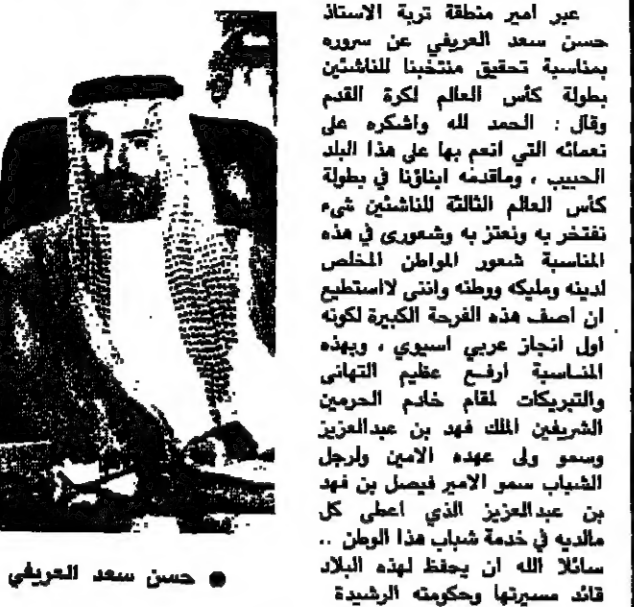 عبر امير منطقة تربة الاستاذ
حسن سعد العريفي عن سروره
بمناسبة تحقيق منتخبنا للناشئين
بطولة كأس العالم لكرة القدم
وقال : الحمد لله واشكره على
نعمائه التي انعم بها على هذا البلد
الحبيب ، وماقدمه ابناؤنا في بطولة
كأس العالم الثالثة للناشئين شيء
نفتخر به ونعتز به وشعورى في هذه
المناسبة شعور المواطن المخلص
لدينه ومليكه ووطنه وانني لااستطيع
ان اصف هذه الفرحة الكبيرة لكونه
اول انجاز عربي اسيوي ، وبهذه
المناسبة ارفع عظيم التهانى
والتبريكات لمقام خادم الحرمين
الشريفين الملك فهد بن عبدالعزيز
وسمو ولى عهده الامين ولرجل
الشباب سمو الامير فيصل بن فهد
بن عبدالعزيز الذي اعطى كل
مالديه في خدمة شباب هذا الوطن ..
سائلا الله ان يحفظ لهذه البلاد
قائد مسيرتها وحكومته الرشيدة
● حسن سعد العريفي